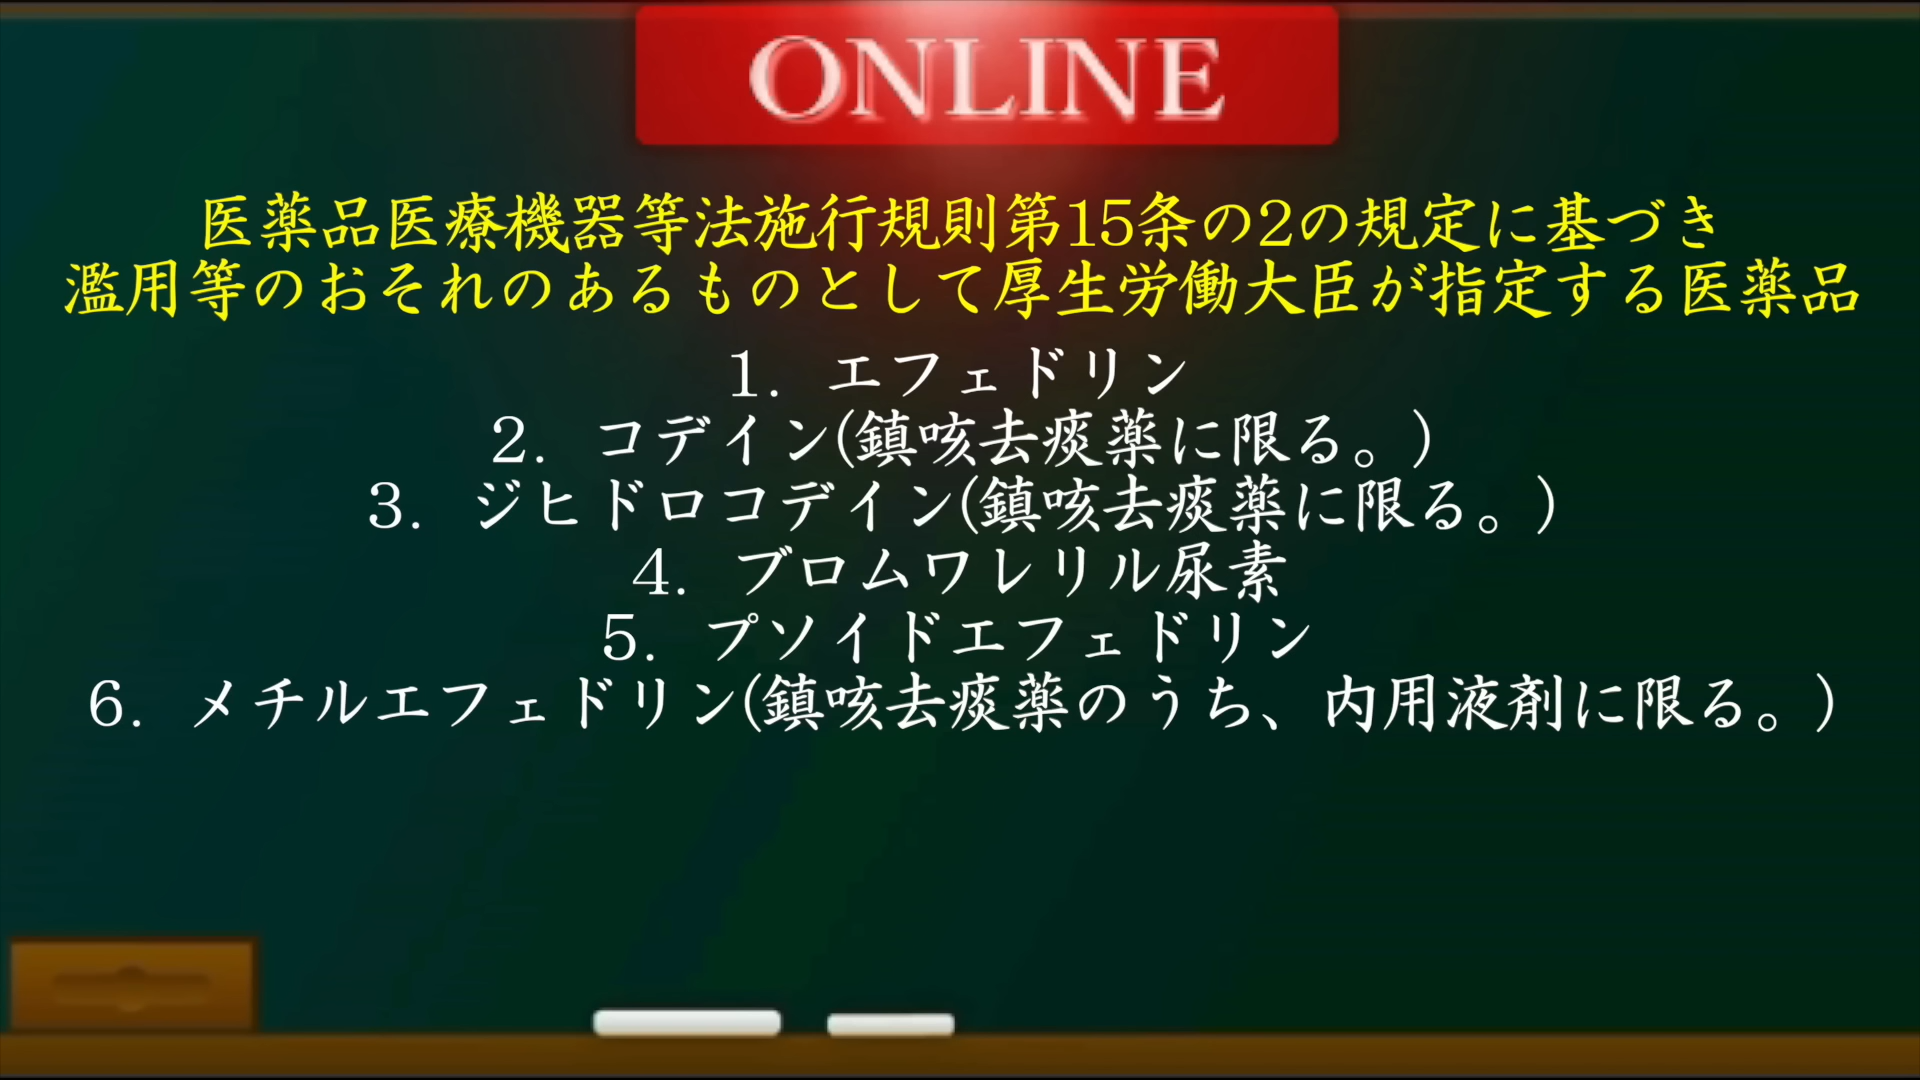 ONLINE
医薬品医療機器等法施行規則第15条の2の規定に基づき
濫用等のおそれのあるものとして厚生労働大臣が指定する医薬品
1. エフェドリン
2. コデイン(鎮咳去痰薬に限る。)
3. ジヒドロコデイン(鎮咳去痰薬に限る。)
4. ブロムワレリル尿素
5. プソイドエフェドリン
6. メチルエフェドリン(鎮咳去痰薬のうち、内用液剤に限る。)